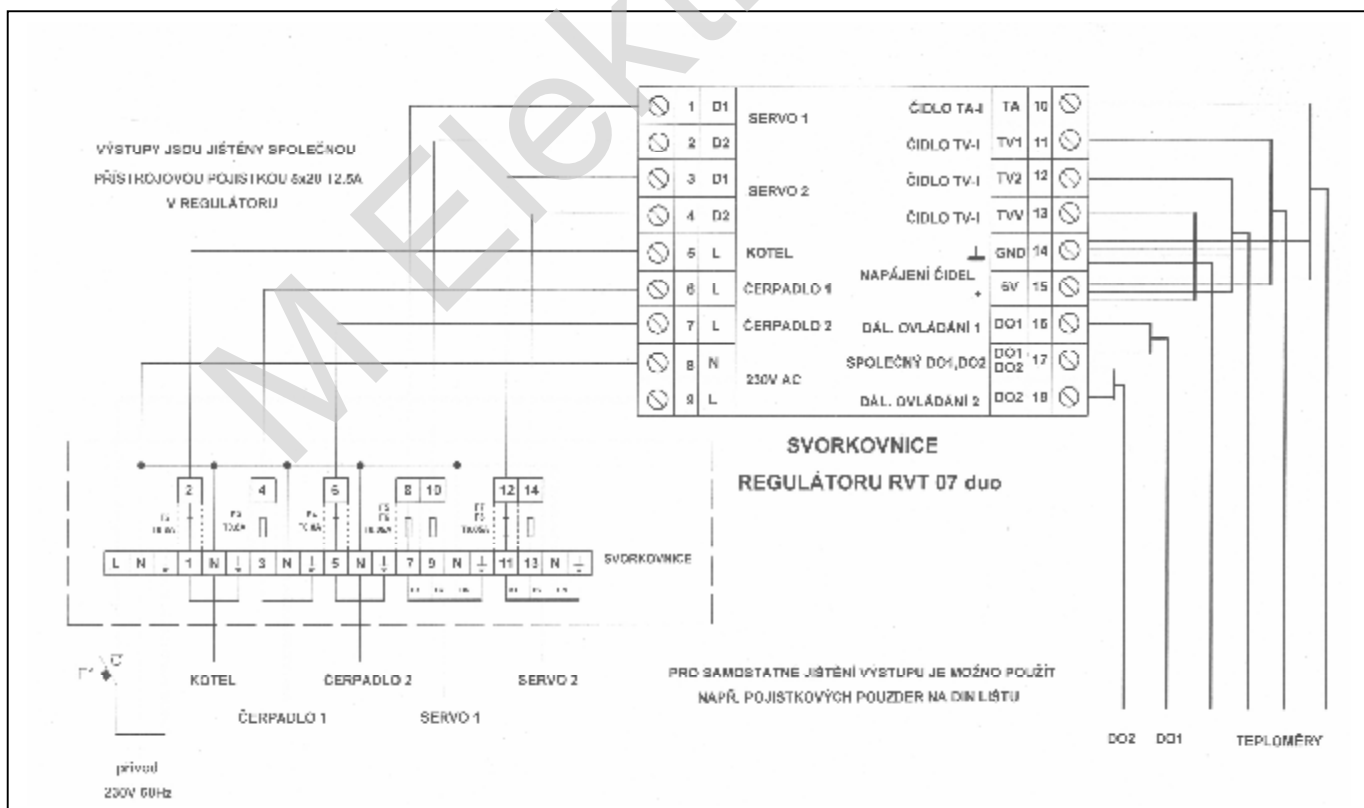 M Elekt
VÝSTUPY JSOU JIŠTĚNY SPOLEČNOU
PŘÍSTROJOVOU POJISTKOU 5x20 T2.5A
V REGULÁTORU
1 D1 SERVO 1 ČIDLO TA-I TA 10
2 D2 ČIDLO TV-I TV1 11
3 D1 SERVO 2 ČIDLO TV-I TV2 12
4 D2 ČIDLO TV-I TVV 13
5 L KOTEL GND 14
NAPÁJENÍ ČIDEL
6 L ČERPADLO 1 + 6V 15
7 L ČERPADLO 2 DÁL. OVLÁDÁNÍ 1 DO1 16
8 N 230V AC SPOLEČNÝ DO1,DO2 DO1 DO2 17
9 L DÁL. OVLÁDÁNÍ 2 DO2 18
SVORKOVNICE
REGULÁTORU RVT 07 duo
2 4 6 8 10 12 14
L N 1 N 3 N 5 N 7 9 N 11 13 N SVORKOVNICE
KOTEL ČERPADLO 2 SERVO 2
ČERPADLO 1 SERVO 1
PRO SAMOSTATNE JIŠTĚNÍ VÝSTUPU JE MOŽNO POUŽÍT
NAPŘ. POJISTKOVÝCH POUZDER NA DIN LIŠTU
DO2 DO1 TEPLOMĚRY
přívod
230V 50Hz